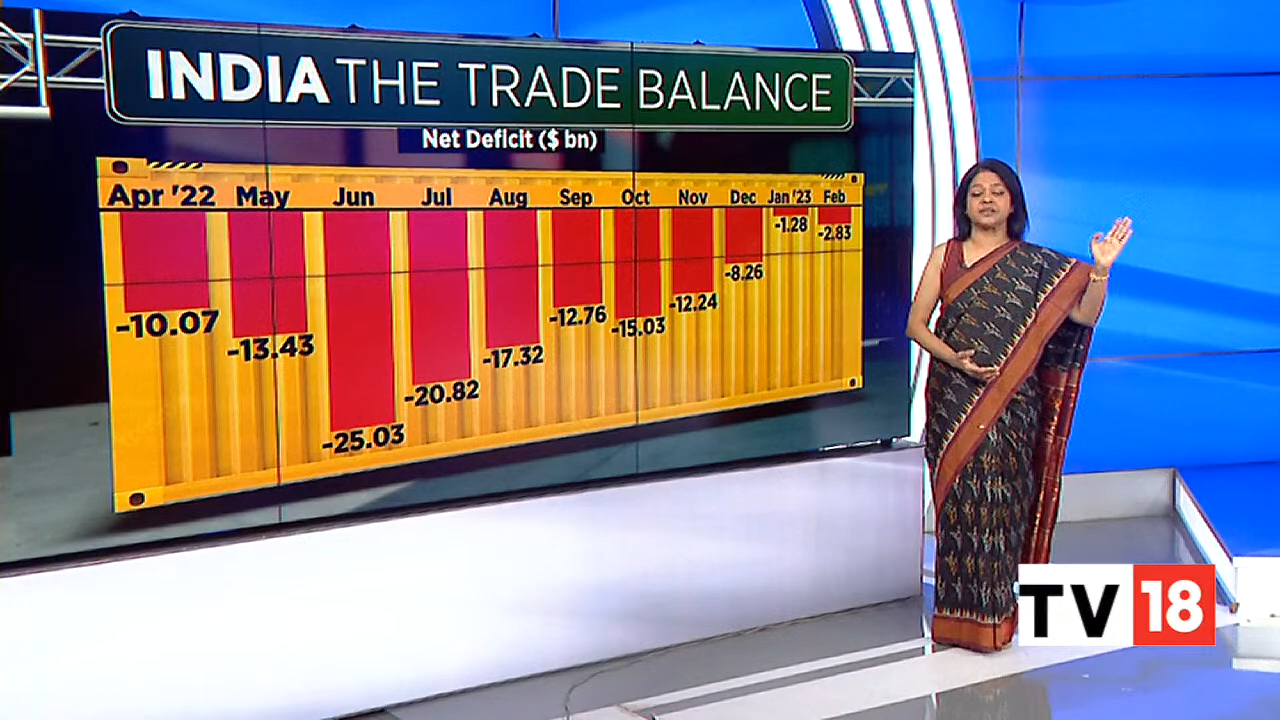 INDIA THE TRADE BALANCE
Net Deficit ($ bn)
Apr '22 May Jun Jul Aug Sep Oct Nov Dec Jan '23 Feb
-10.07 -13.43 -25.03 -20.82 -17.32 -12.76 -15.03 -12.24 -8.26 -1.28 -2.83
TV18